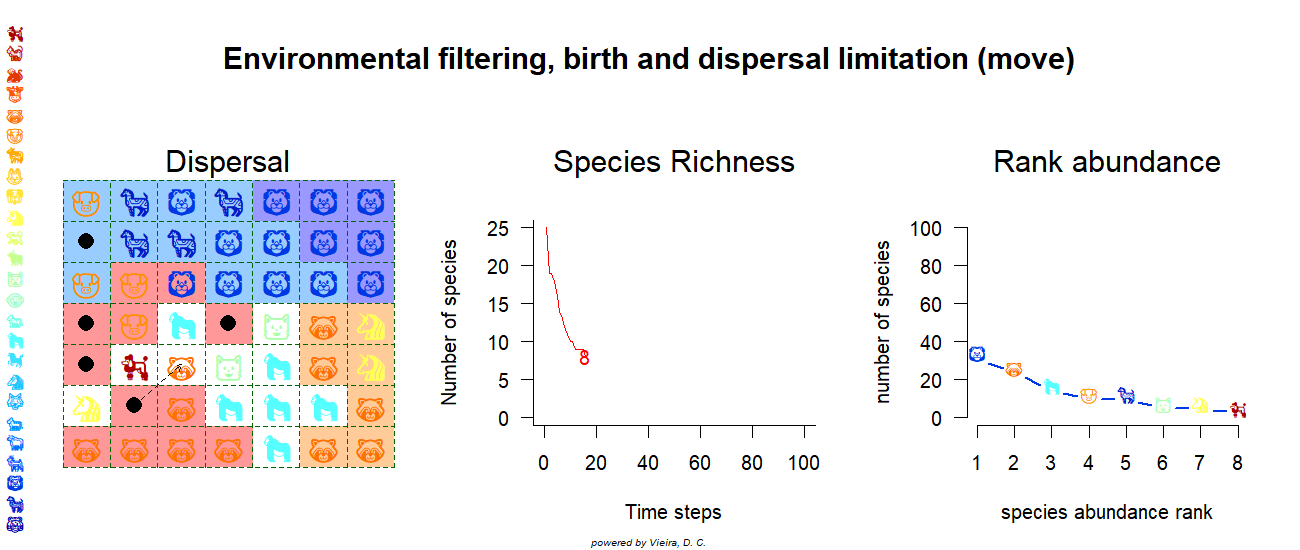 Environmental filtering, birth and dispersal limitation (move)
Dispersal
Species Richness
Number of species
25
20
15
10
5
0
8
0 20 40 60 80 100
Time steps
Rank abundance
number of species
100
80
60
40
20
0
1 2 3 4 5 6 7 8
species abundance rank
powered by Vieira, D. C.